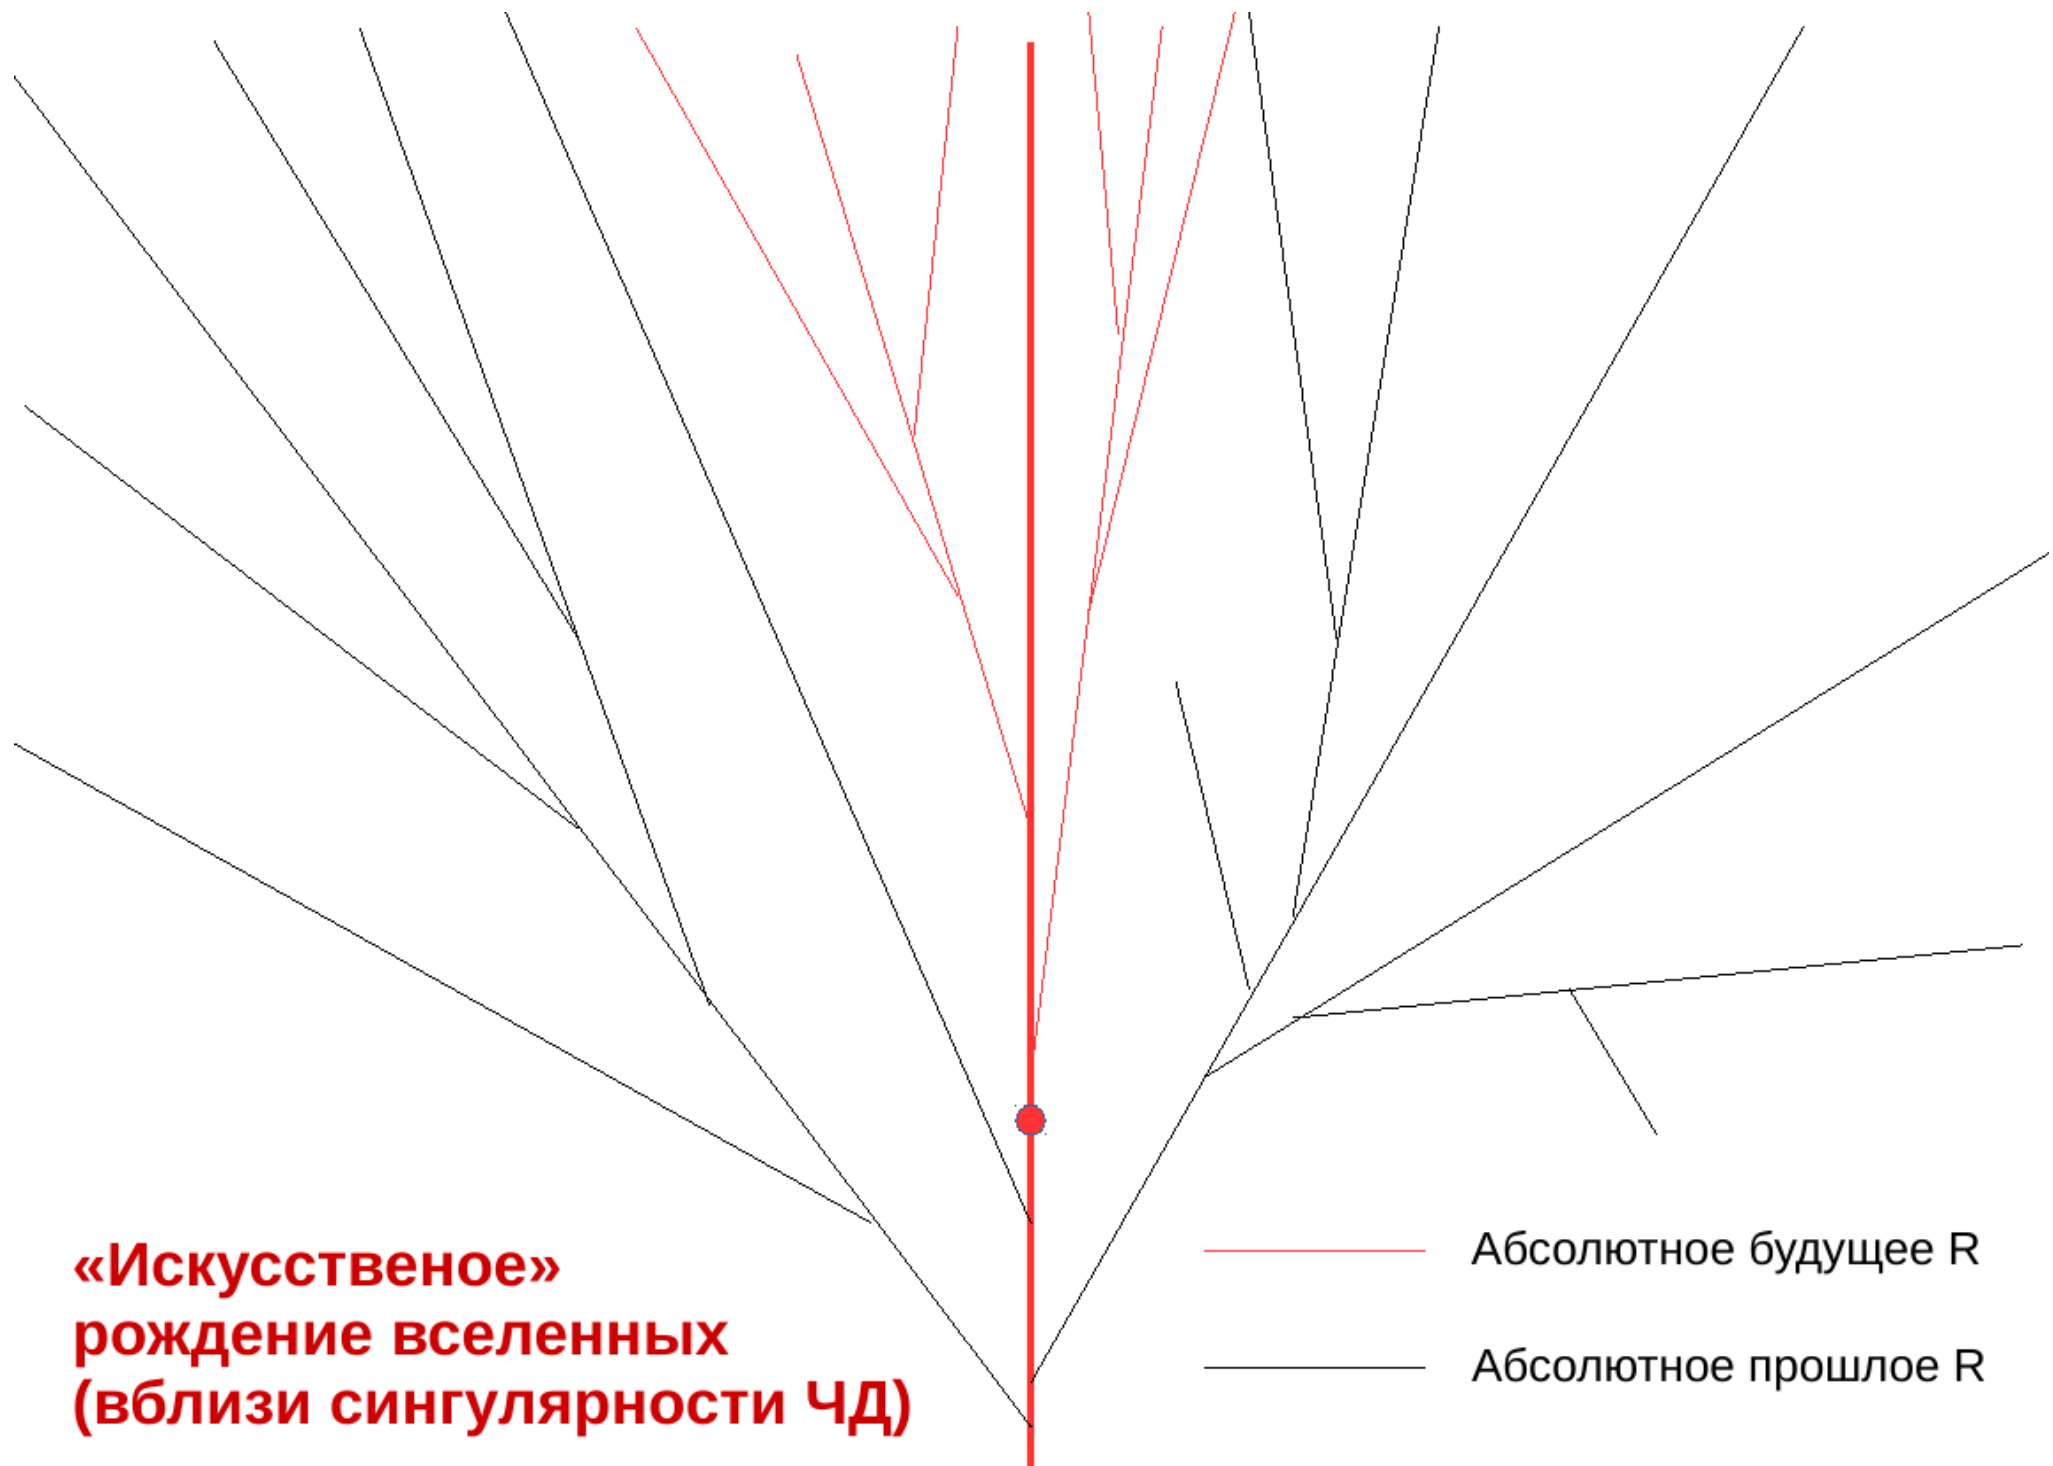 «Искусственое»
рождение вселенных
(вблизи сингулярности ЧД)
Абсолютное будущее R
Абсолютное прошлое R